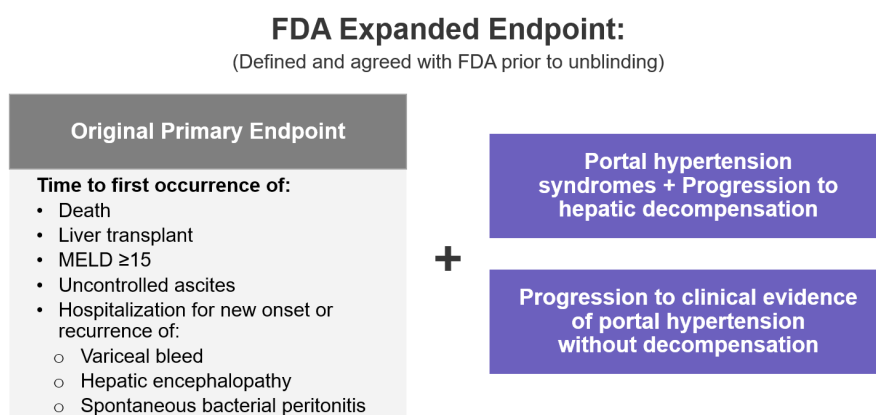 FDA Expanded Endpoint:
(Defined and agreed with FDA prior to unblinding)
Original Primary Endpoint
Time to first occurrence of:
• Death
• Liver transplant
• MELD ≥15
• Uncontrolled ascites
• Hospitalization for new onset or
recurrence of:
o Variceal bleed
o Hepatic encephalopathy
o Spontaneous bacterial peritonitis
+
Portal hypertension
syndromes + Progression to
hepatic decompensation
Progression to clinical evidence
of portal hypertension
without decompensation